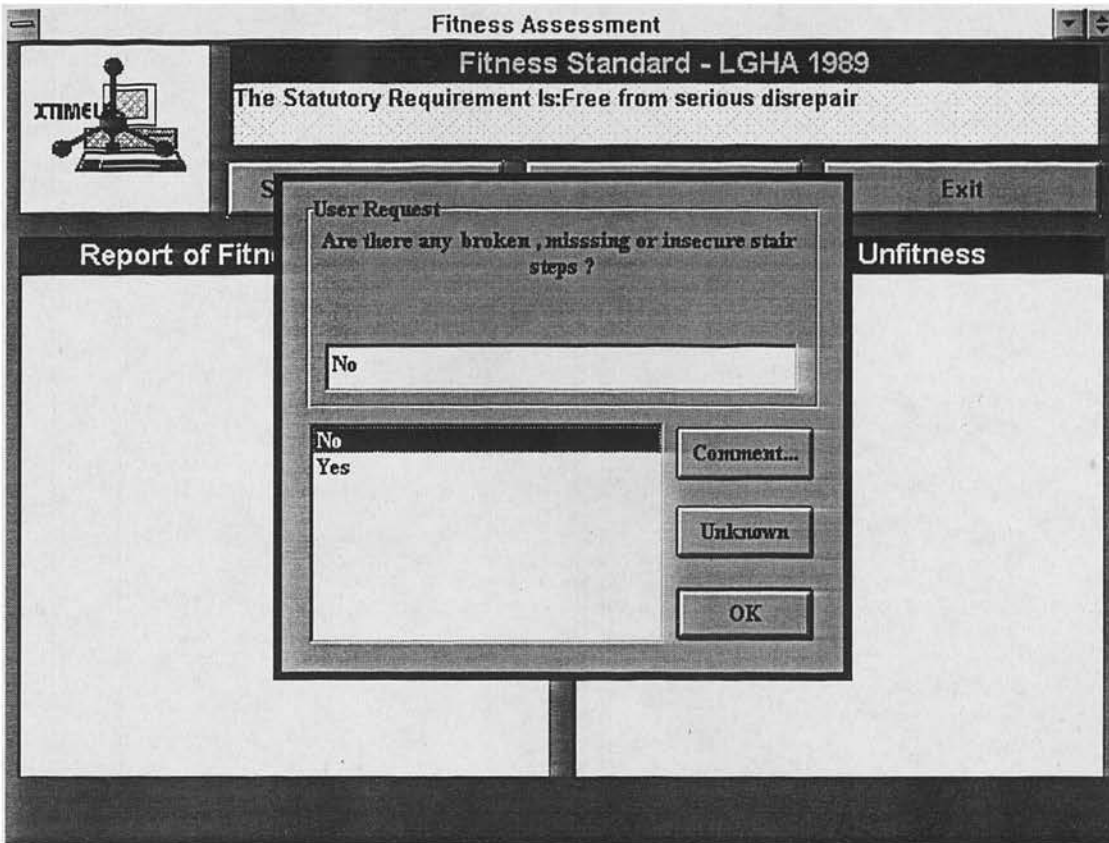 Fitness Assessment
Fitness Standard - LGHA 1989
XTIMEL
The Statutory Requirement Is:Free from serious disrepair
S
Exit
Report of Fitn
Unfitness
User Request
Are there any broken , misssing or insecure stair
steps ?
No
No
Yes
Comment...
Unknown
OK